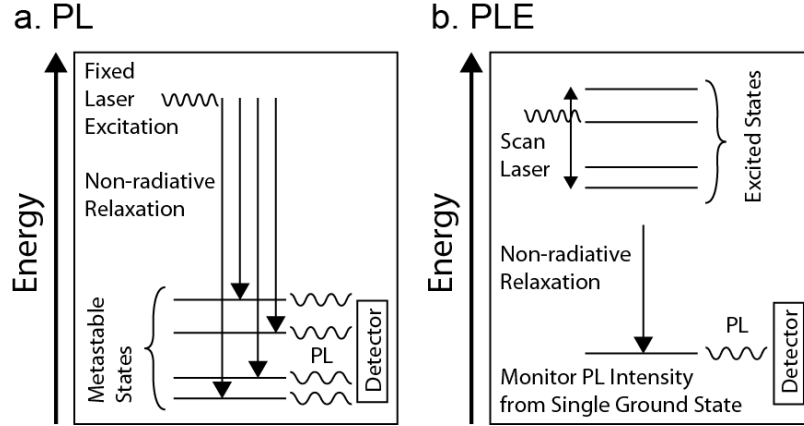 a. PL
Energy
Fixed
Laser
Excitation
Non-radiative
Relaxation
Metastable
States
PL
Detector
b. PLE
Energy
Scan
Laser
Excited States
Non-radiative
Relaxation
PL
Detector
Monitor PL Intensity
from Single Ground State